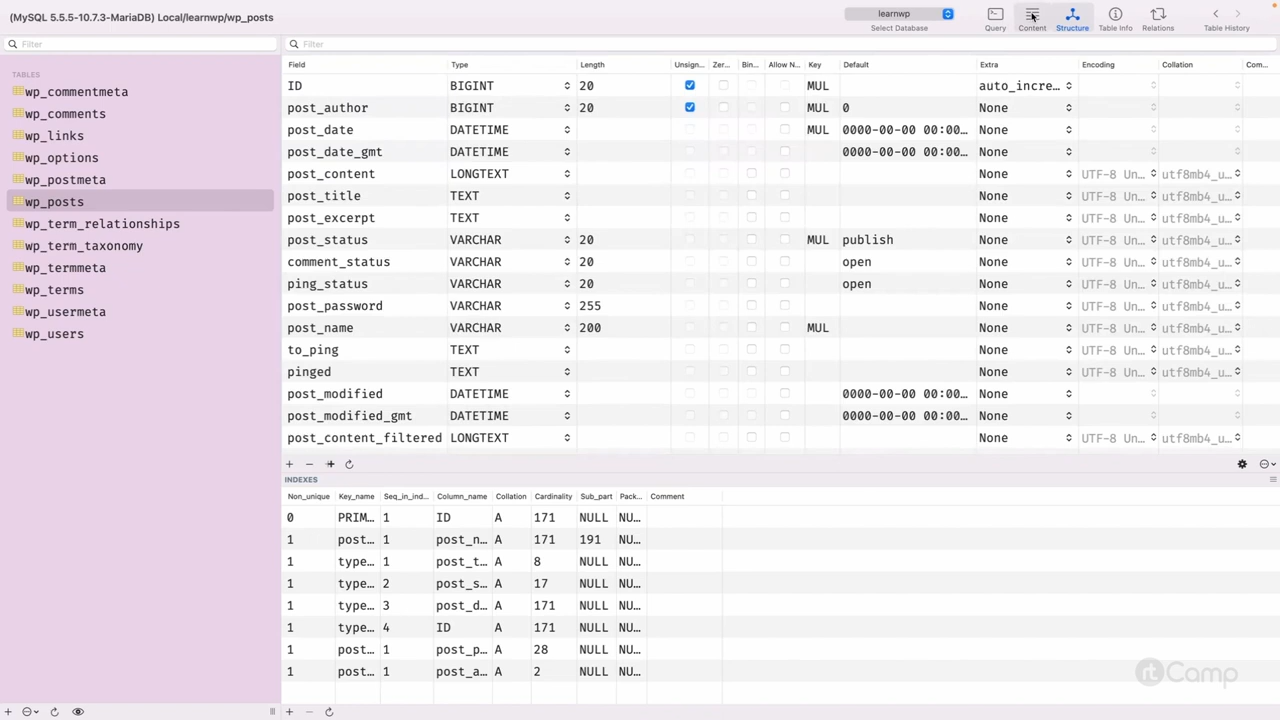 (MySQL 5.5.5-10.7.3-MariaDB) Local/learnwp/wp_posts
learnwp
Select Database
Query
Content
Structure
Table Info
Relations
Table History
Filter
Filter
TABLES
wp_commentmeta
wp_comments
wp_links
wp_options
wp_postmeta
wp_posts
wp_term_relationships
wp_term_taxonomy
wp_termmeta
wp_terms
wp_usermeta
wp_users
Field Type Length Unsign... Zer... Bin... Allow N... Key Default Extra Encoding Collation Com...
ID BIGINT 20 MUL auto_incre...
post_author BIGINT 20 MUL 0 None
post_date DATETIME MUL 0000-00-00 00:00... None
post_date_gmt DATETIME 0000-00-00 00:00... None
post_content LONGTEXT None UTF-8 Un... utf8mb4_u...
post_title TEXT None UTF-8 Un... utf8mb4_u...
post_excerpt TEXT None UTF-8 Un... utf8mb4_u...
post_status VARCHAR 20 MUL publish None UTF-8 Un... utf8mb4_u...
comment_status VARCHAR 20 open None UTF-8 Un... utf8mb4_u...
ping_status VARCHAR 20 open None UTF-8 Un... utf8mb4_u...
post_password VARCHAR 255 None UTF-8 Un... utf8mb4_u...
post_name VARCHAR 200 MUL None UTF-8 Un... utf8mb4_u...
to_ping TEXT None UTF-8 Un... utf8mb4_u...
pinged TEXT None UTF-8 Un... utf8mb4_u...
post_modified DATETIME 0000-00-00 00:00... None
post_modified_gmt DATETIME 0000-00-00 00:00... None
post_content_filtered LONGTEXT None UTF-8 Un... utf8mb4_u...
INDEXES
Non_unique Key_name Seq_in_ind... Column_name Collation Cardinality Sub_part Pack... Comment
0 PRIM... 1 ID A 171 NULL NU...
1 post... 1 post_n... A 171 191 NU...
1 type... 1 post_t... A 8 NULL NU...
1 type... 2 post_s... A 17 NULL NU...
1 type... 3 post_d... A 171 NULL NU...
1 type... 4 ID A 171 NULL NU...
1 post... 1 post_p... A 28 NULL NU...
1 post... 1 post_a... A 2 NULL NU...
rtCamp